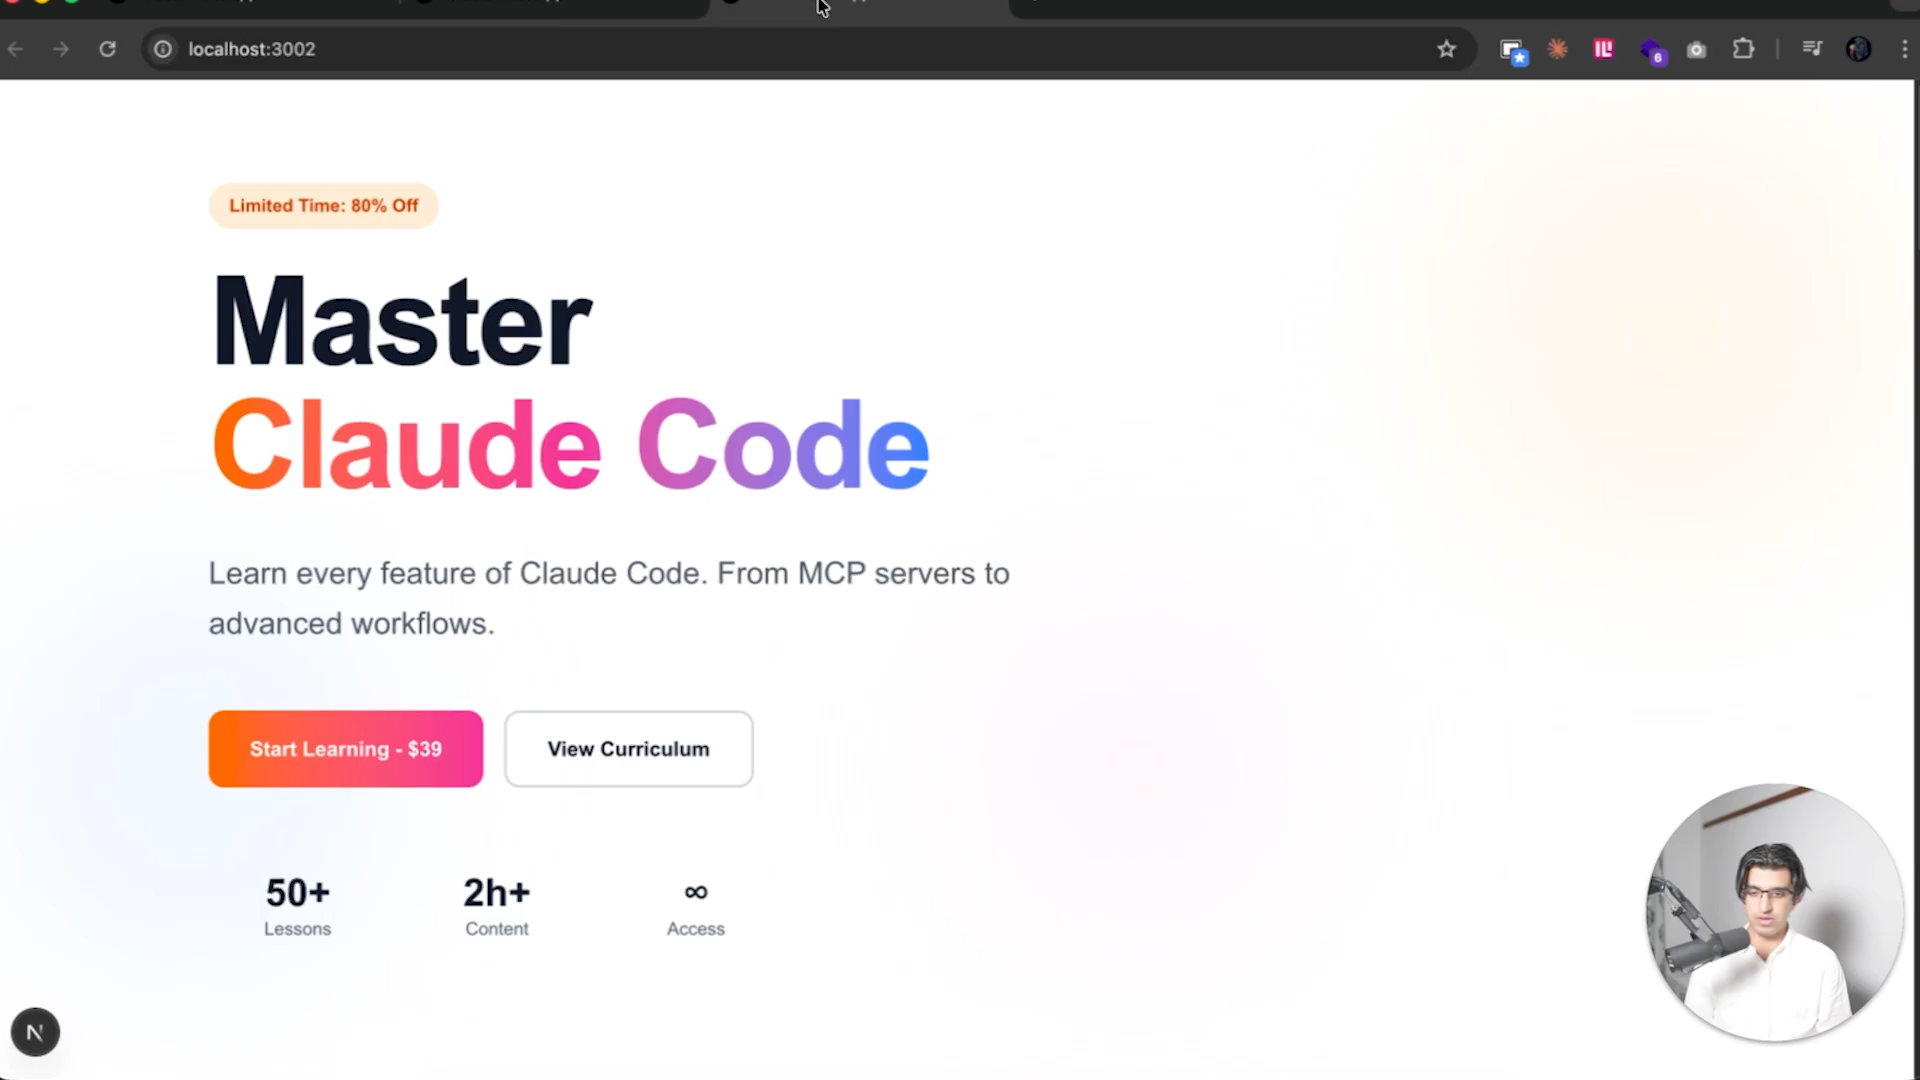 localhost:3002
6
Limited Time: 80% Off
Master
Claude Code
Learn every feature of Claude Code. From MCP servers to
advanced workflows.
Start Learning - $39
View Curriculum
50+
2h+
∞
Lessons
Content
Access
N